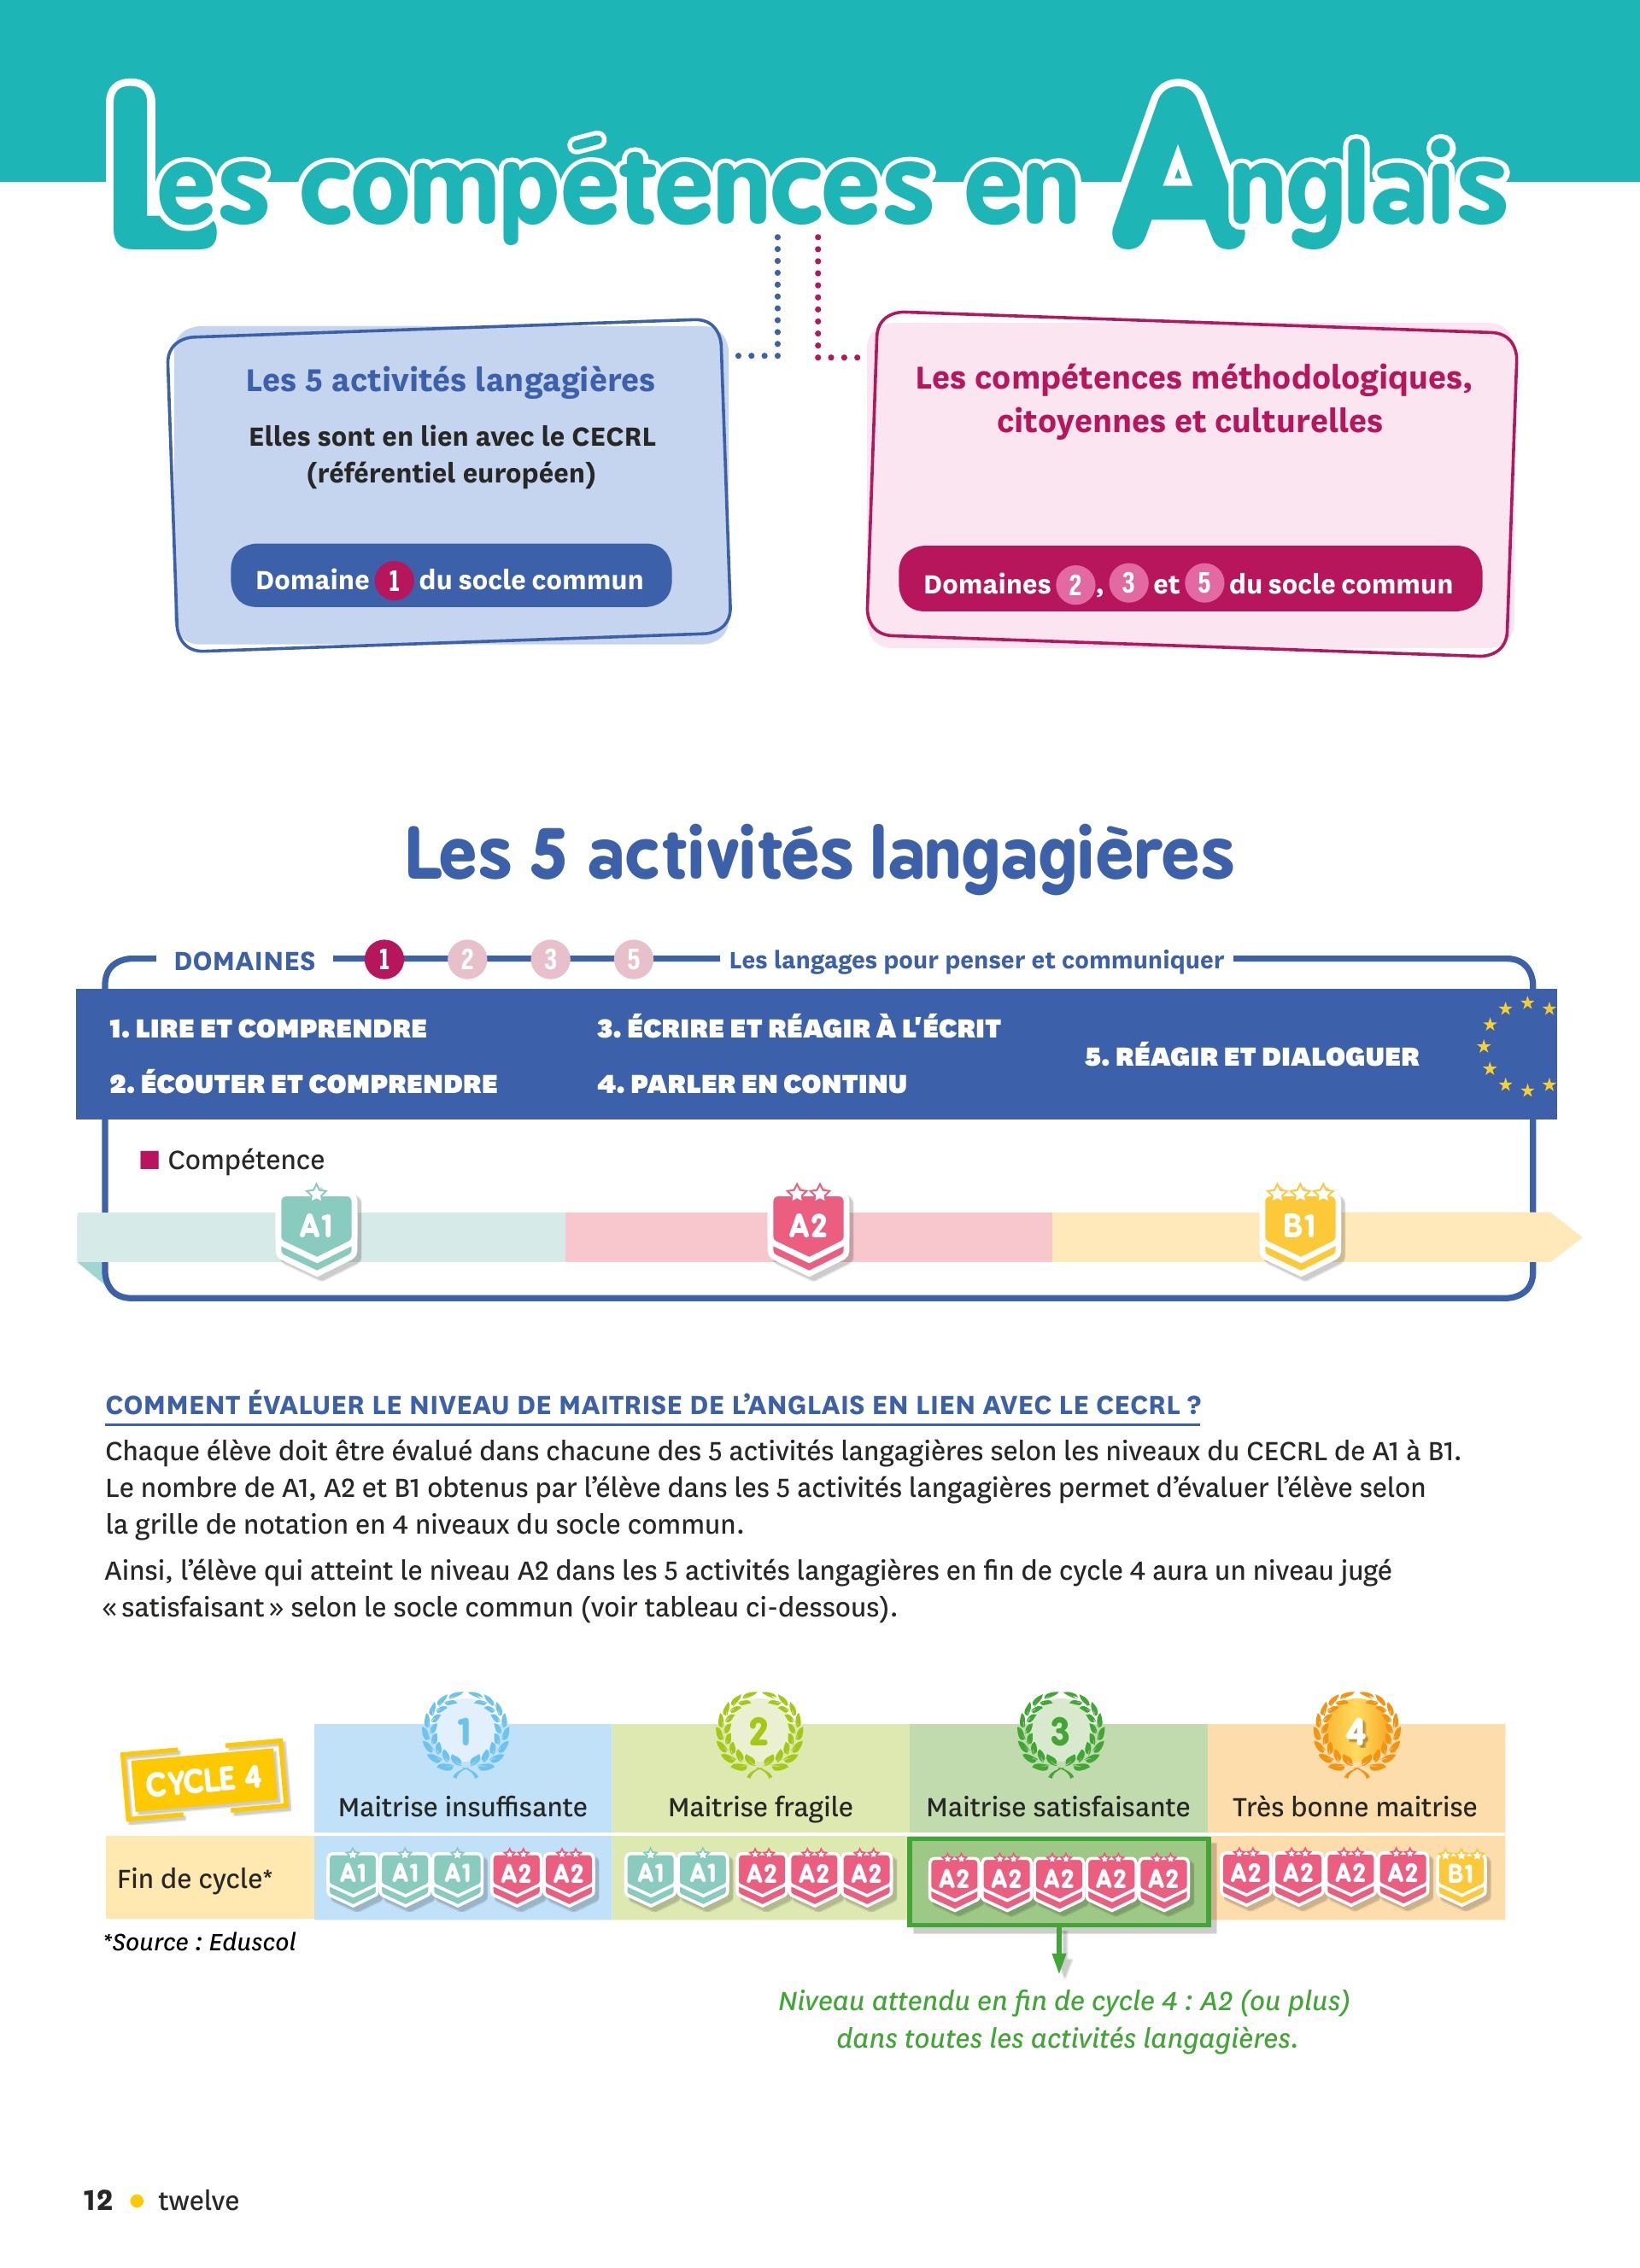 Les compétences en Anglais
Les 5 activités langagières
Elles sont en lien avec le CECRL
(référentiel européen)
Domaine 1 du socle commun
Les compétences méthodologiques,
citoyennes et culturelles
Domaines 2, 3 et 5 du socle commun
Les 5 activités langagières
DOMAINES 1 2 3 5 Les langages pour penser et communiquer
1. LIRE ET COMPRENDRE
2. ÉCOUTER ET COMPRENDRE
3. ÉCRIRE ET RÉAGIR À L'ÉCRIT
4. PARLER EN CONTINU
5. RÉAGIR ET DIALOGUER
Compétence
A1 A2 B1
COMMENT ÉVALUER LE NIVEAU DE MAITRISE DE L’ANGLAIS EN LIEN AVEC LE CECRL ?
Chaque élève doit être évalué dans chacune des 5 activités langagières selon les niveaux du CECRL de A1 à B1.
Le nombre de A1, A2 et B1 obtenus par l’élève dans les 5 activités langagières permet d’évaluer l’élève selon
la grille de notation en 4 niveaux du socle commun.
Ainsi, l’élève qui atteint le niveau A2 dans les 5 activités langagières en fin de cycle 4 aura un niveau jugé
« satisfaisant » selon le socle commun (voir tableau ci-dessous).
CYCLE 4
1 2 3 4
Maitrise insuffisante Maitrise fragile Maitrise satisfaisante Très bonne maitrise
Fin de cycle* A1 A1 A1 A2 A2 A1 A1 A2 A2 A2 A2 A2 A2 A2 A2 A2 A2 A2 A2 B1
*Source : Eduscol
Niveau attendu en fin de cycle 4 : A2 (ou plus)
dans toutes les activités langagières.
12 • twelve